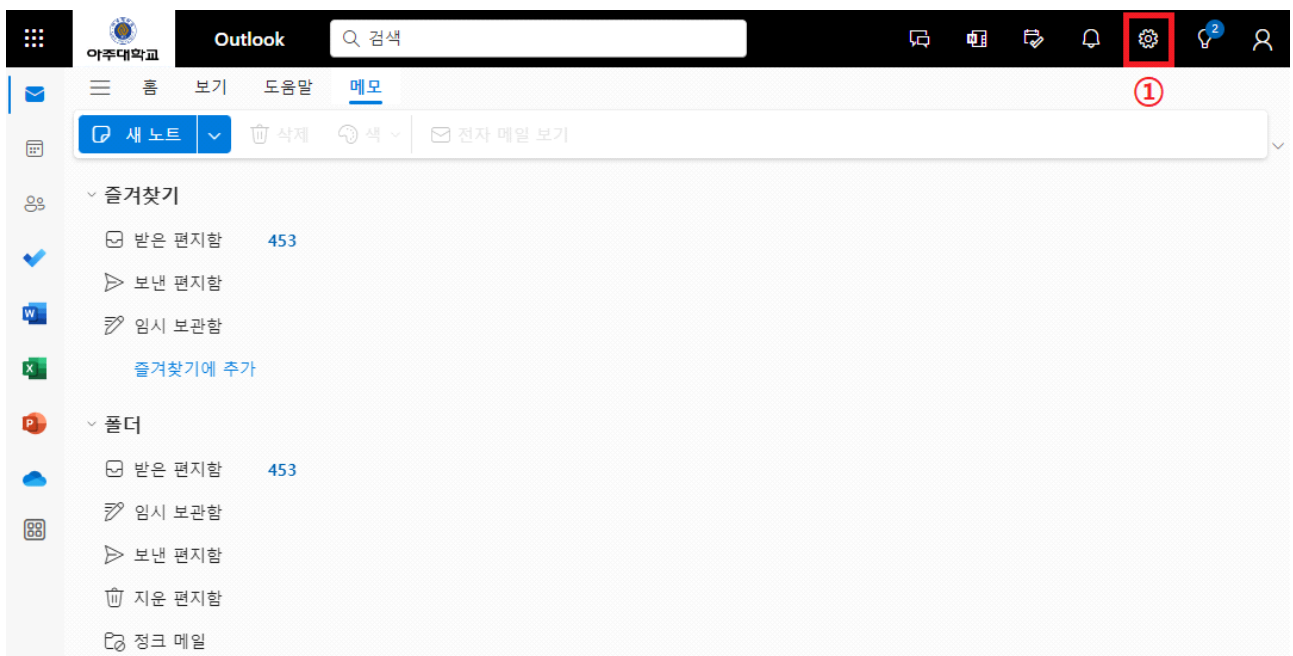 아주대학교
Outlook
검색
2
①
홈 보기 도움말 메모
새 노트 삭제 색 전자 메일 보기
즐겨찾기
받은 편지함 453
보낸 편지함
임시 보관함
즐겨찾기에 추가
폴더
받은 편지함 453
임시 보관함
보낸 편지함
지운 편지함
정크 메일